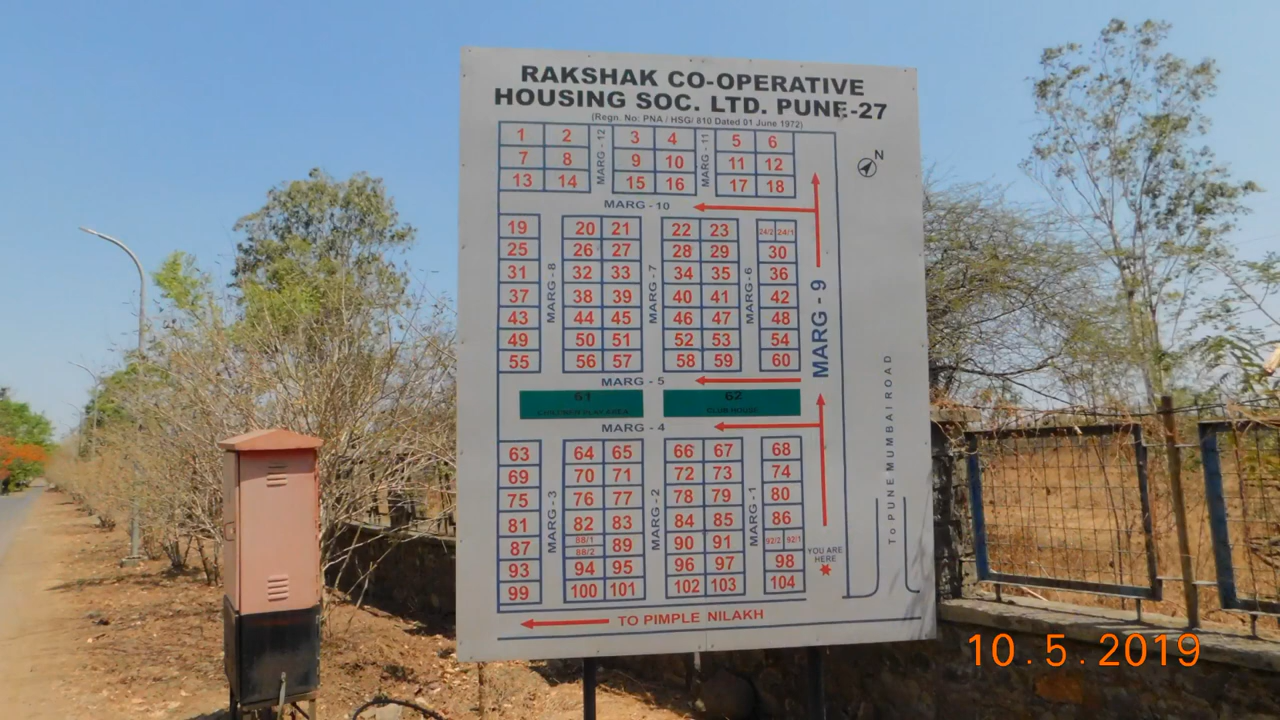 RAKSHAK CO-OPERATIVE
HOUSING SOC. LTD. PUNE-27
(Regn. No: PNA / HSG/ 810 Dated 01 June 1972)
1 2 MARG - 12 3 4 MARG - 11 5 6
7 8 9 10 11 12
13 14 15 16 17 18
N
MARG - 10
19 20 21 22 23 24/2 24/1
25 26 27 28 29 30
31 MARG - 8 32 33 MARG - 7 34 35 MARG - 6 36
37 38 39 40 41 42
43 44 45 46 47 48
49 50 51 52 53 54
55 56 57 58 59 60
MARG - 9
MARG - 5
61 62
CLUB HOUSE
MARG - 4
63 64 65 66 67 68
69 70 71 72 73 74
75 76 77 78 79 80
81 MARG - 3 82 83 MARG - 2 84 85 MARG - 1 86
87 88/1 88/2 89 90 91 92/2 92/1
93 94 95 96 97 98
99 100 101 102 103 104
YOU ARE
HERE
To PUNE MUMBAI ROAD
TO PIMPLE NILAKH
10.5.2019